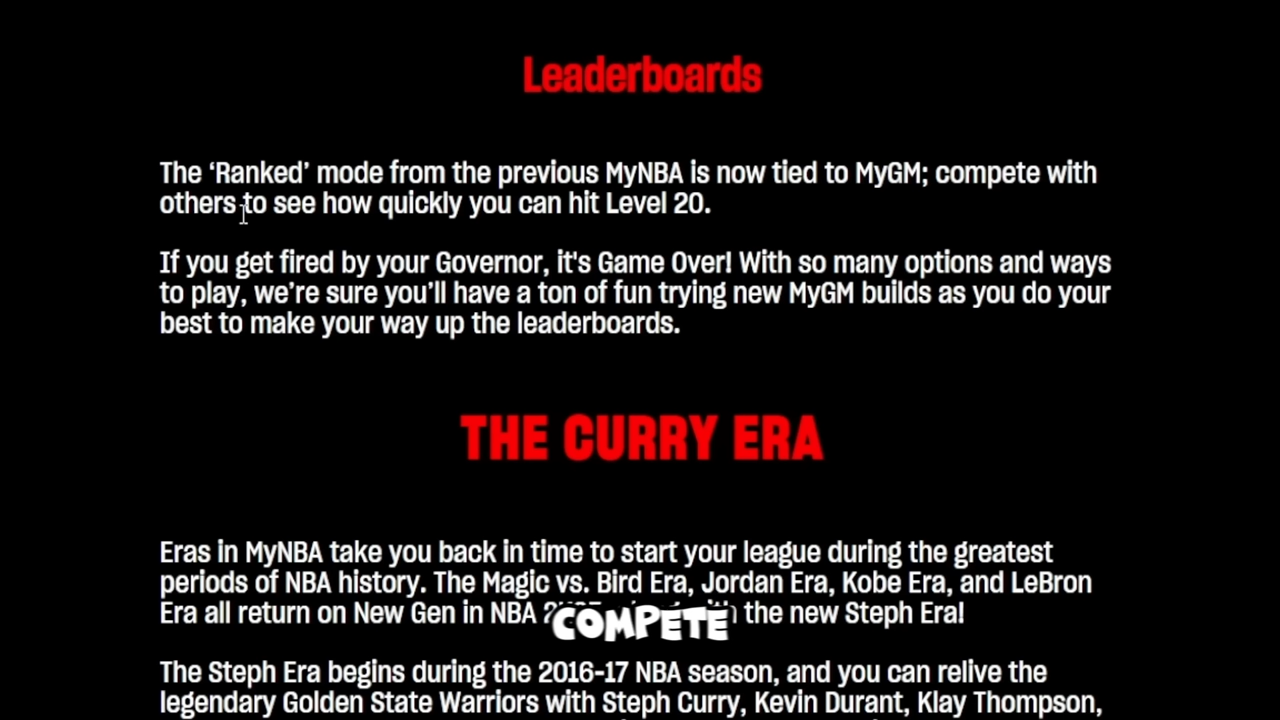 Leaderboards
The ‘Ranked’ mode from the previous MyNBA is now tied to MyGM; compete with
others to see how quickly you can hit Level 20.
If you get fired by your Governor, it's Game Over! With so many options and ways
to play, we’re sure you’ll have a ton of fun trying new MyGM builds as you do your
best to make your way up the leaderboards.
THE CURRY ERA
Eras in MyNBA take you back in time to start your league during the greatest
periods of NBA history. The Magic vs. Bird Era, Jordan Era, Kobe Era, and LeBron
Era all return on New Gen in NBA the new Steph Era!
COMPETE
The Steph Era begins during the 2016-17 NBA season, and you can relive the
legendary Golden State Warriors with Steph Curry, Kevin Durant, Klay Thompson,